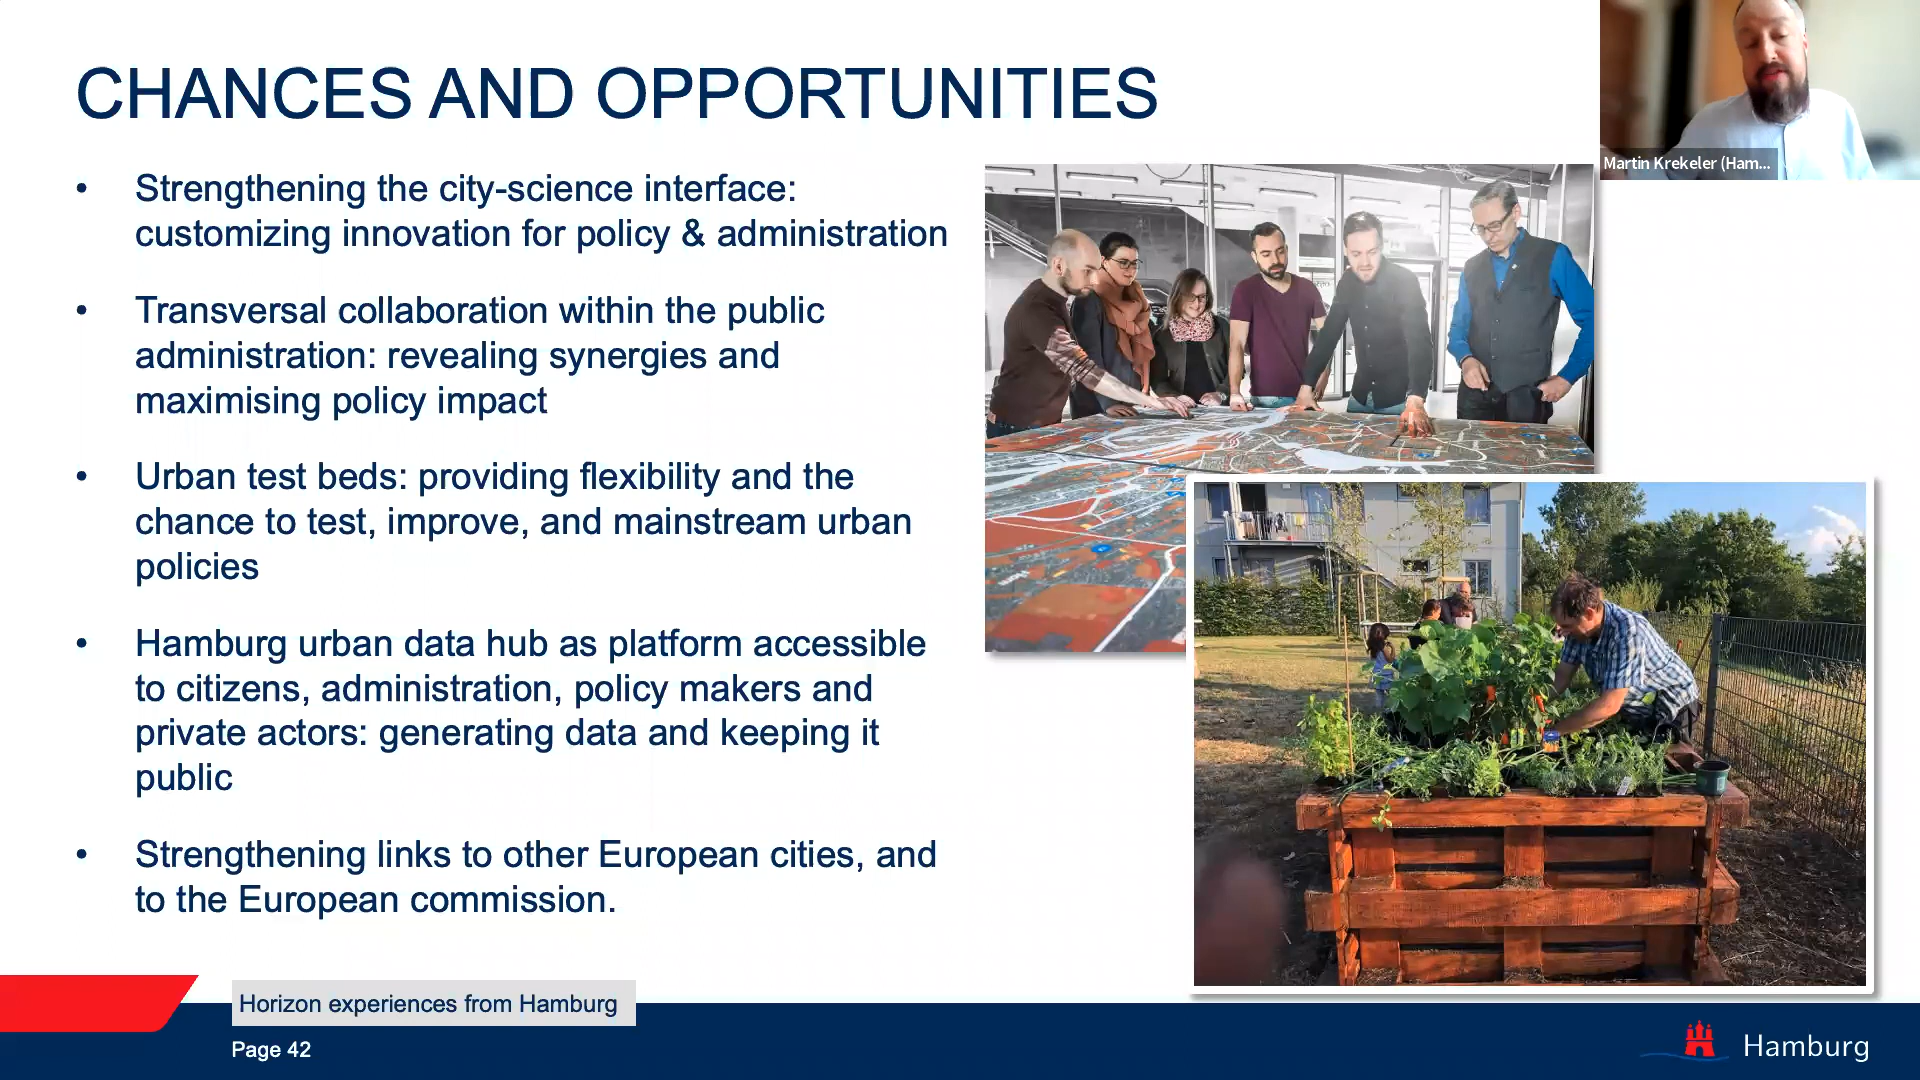 CHANCES AND OPPORTUNITIES
Martin Krekeler (Ham...
• Strengthening the city-science interface:
customizing innovation for policy & administration
• Transversal collaboration within the public
administration: revealing synergies and
maximising policy impact
• Urban test beds: providing flexibility and the
chance to test, improve, and mainstream urban
policies
• Hamburg urban data hub as platform accessible
to citizens, administration, policy makers and
private actors: generating data and keeping it
public
• Strengthening links to other European cities, and
to the European commission.
Horizon experiences from Hamburg
Page 42
Hamburg